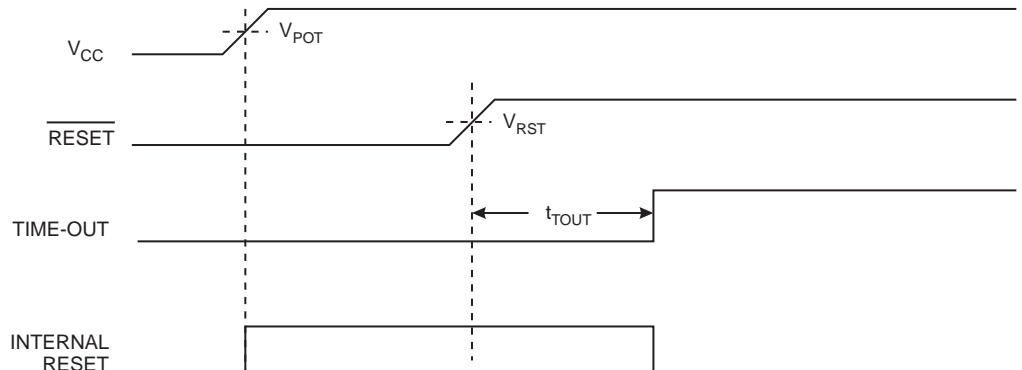 V_CC
V_POT
RESET
V_RST
TIME-OUT
t_TOUT
INTERNAL
RESET